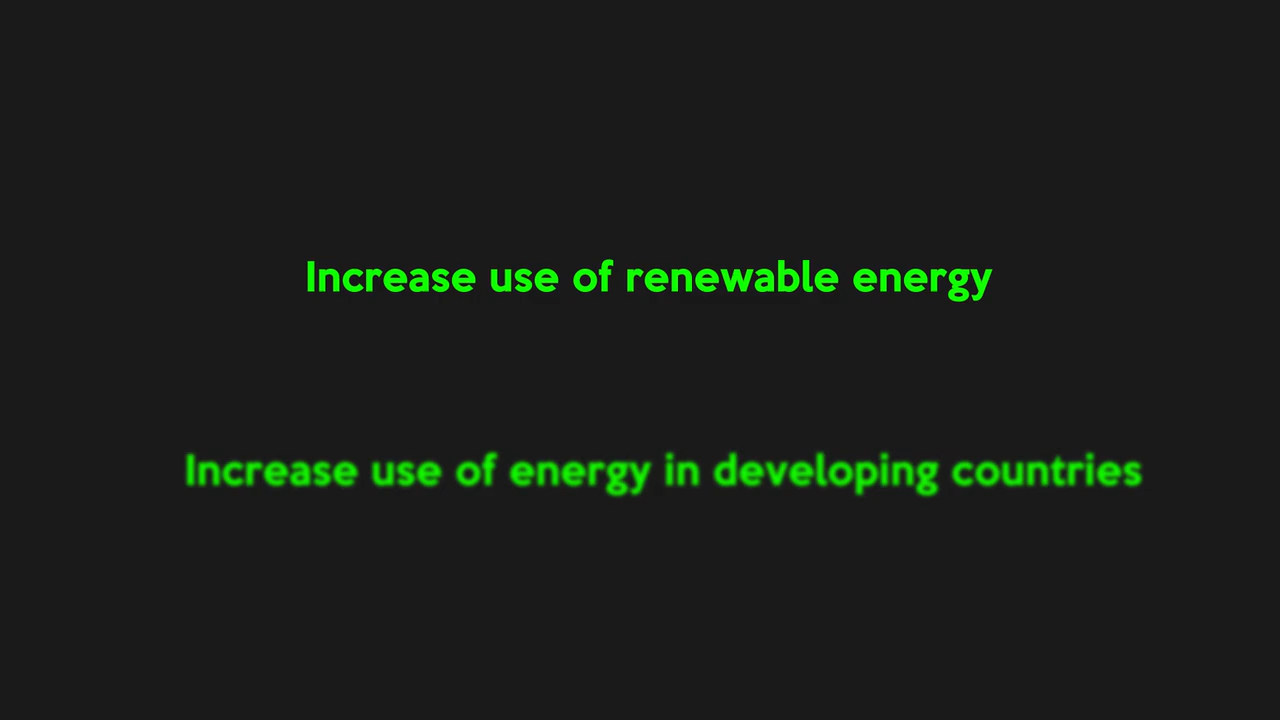 Increase use of renewable energy
Increase use of energy in developing countries